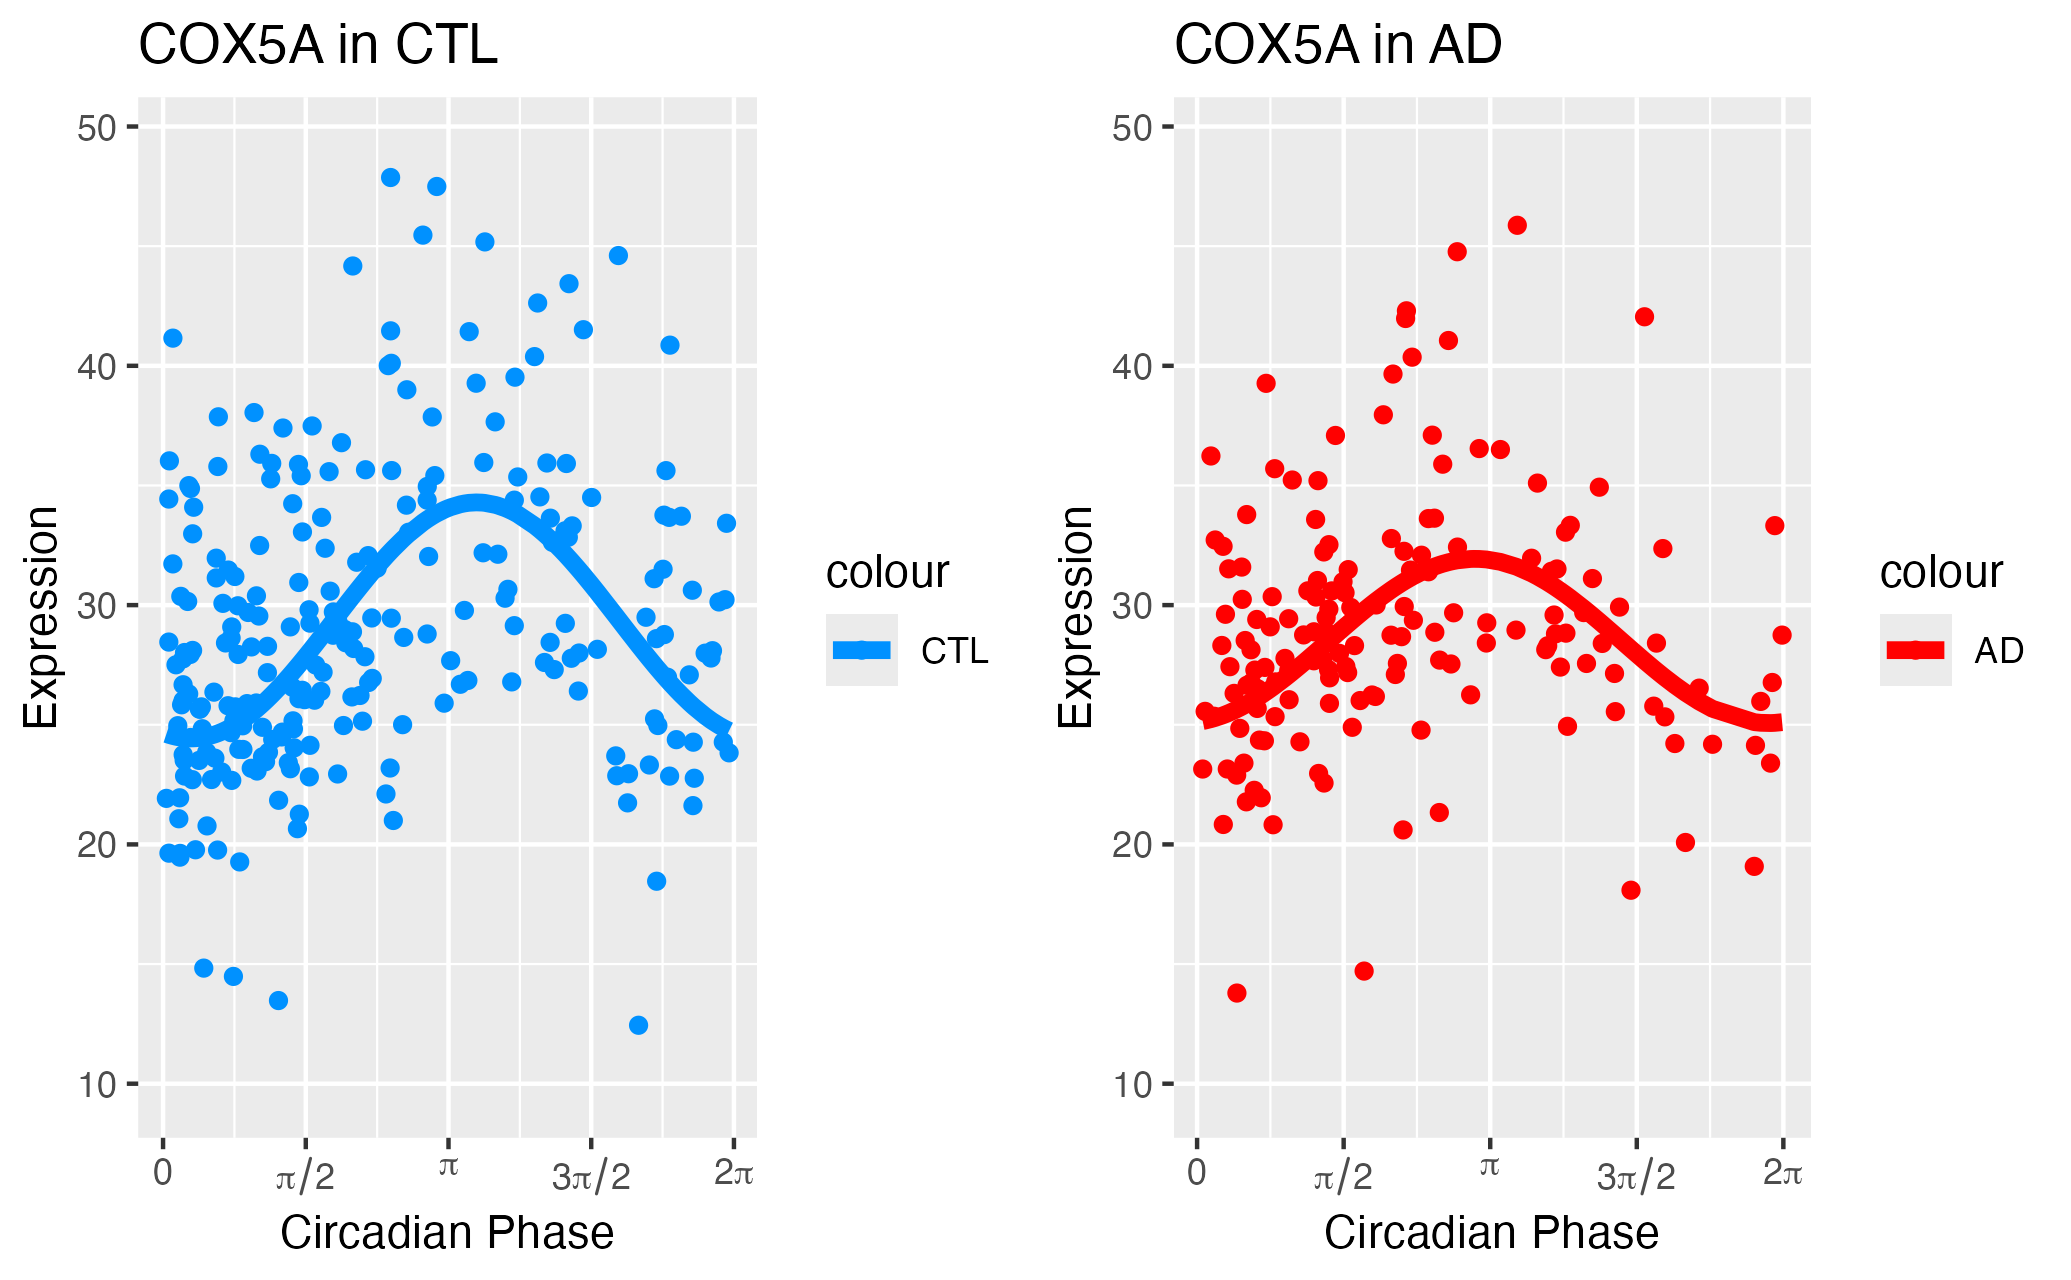 COX5A in CTL
50
40
30
20
10
Expression
0 π/2 π 3π/2 2π
Circadian Phase
colour
CTL
COX5A in AD
50
40
30
20
10
Expression
0 π/2 π 3π/2 2π
Circadian Phase
colour
AD